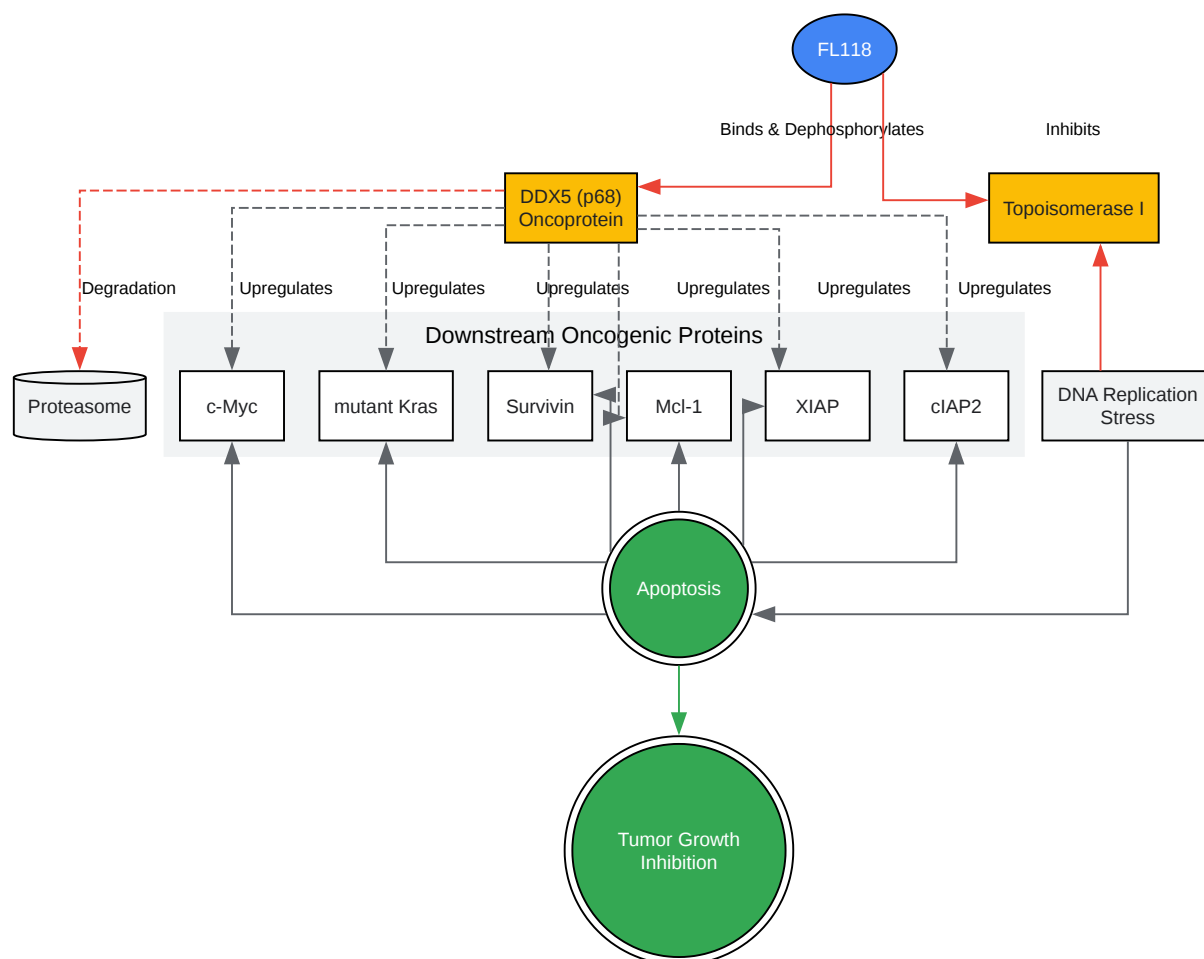 FL118
Binds & Dephosphorylates
Inhibits
DDX5 (p68)
Oncoprotein
Topoisomerase I
Degradation
Upregulates
Upregulates
Upregulates
Upregulates
Upregulates
Upregulates
Downstream Oncogenic Proteins
Proteasome
c-Myc
mutant Kras
Survivin
Mcl-1
XIAP
cIAP2
DNA Replication
Stress
Apoptosis
Tumor Growth
Inhibition